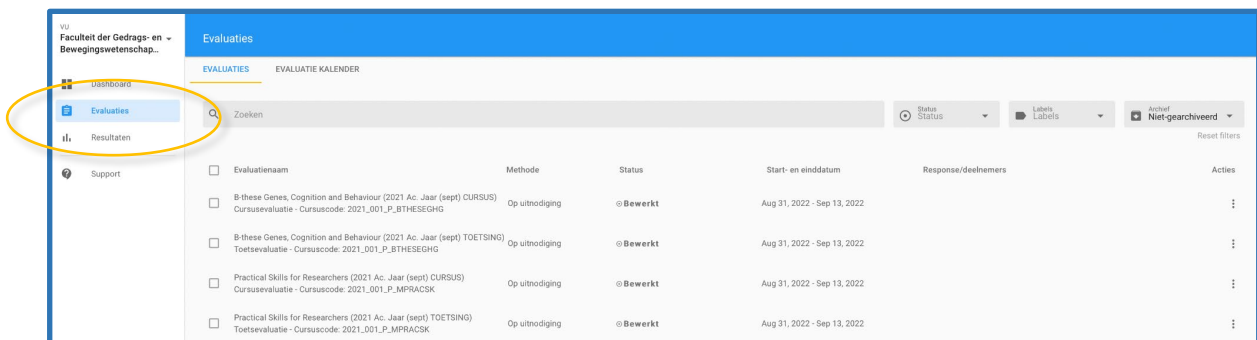 VU
Faculteit der Gedrags- en
Bewegingswetenschap...
Evaluaties
EVALUATIES
EVALUATIE KALENDER
Dashboard
Evaluaties
Resultaten
Support
Zoeken
Status
Status
Labels
Labels
Archief
Niet-gearchiveerd
Reset filters
Evaluatienaam Methode Status Start- en einddatum Response/deelnemers Acties
B-these Genes, Cognition and Behaviour (2021 Ac. Jaar (sept) CURSUS)
Cursusevaluatie - Cursuscode: 2021_001_P_BTHESEGHG
Op uitnodiging Bewerkt Aug 31, 2022 - Sep 13, 2022
B-these Genes, Cognition and Behaviour (2021 Ac. Jaar (sept) TOETSING)
Toetsevaluatie - Cursuscode: 2021_001_P_BTHESEGHG
Op uitnodiging Bewerkt Aug 31, 2022 - Sep 13, 2022
Practical Skills for Researchers (2021 Ac. Jaar (sept) CURSUS)
Cursusevaluatie - Cursuscode: 2021_001_P_MPRACSK
Op uitnodiging Bewerkt Aug 31, 2022 - Sep 13, 2022
Practical Skills for Researchers (2021 Ac. Jaar (sept) TOETSING)
Toetsevaluatie - Cursuscode: 2021_001_P_MPRACSK
Op uitnodiging Bewerkt Aug 31, 2022 - Sep 13, 2022